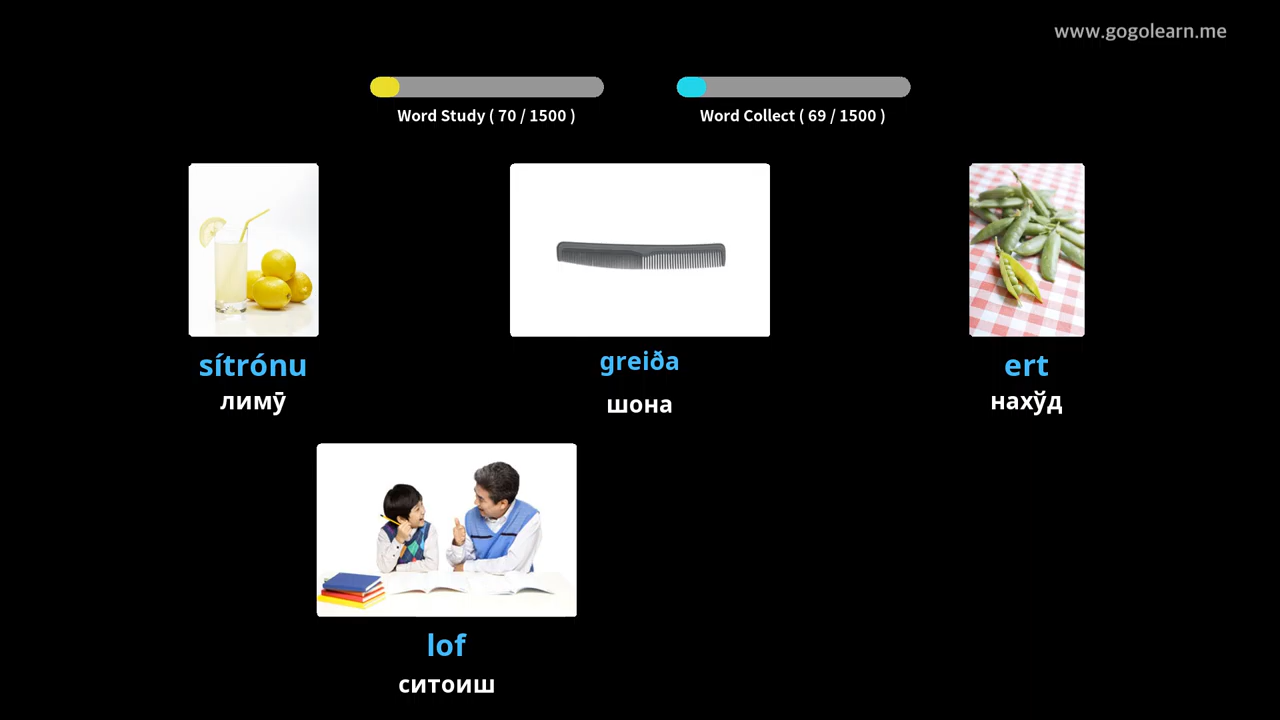 www.gogolearn.me
Word Study ( 70 / 1500 )
Word Collect ( 69 / 1500 )
sítrónu
лимӯ
greiða
шона
ert
нахӯд
lof
ситоиш